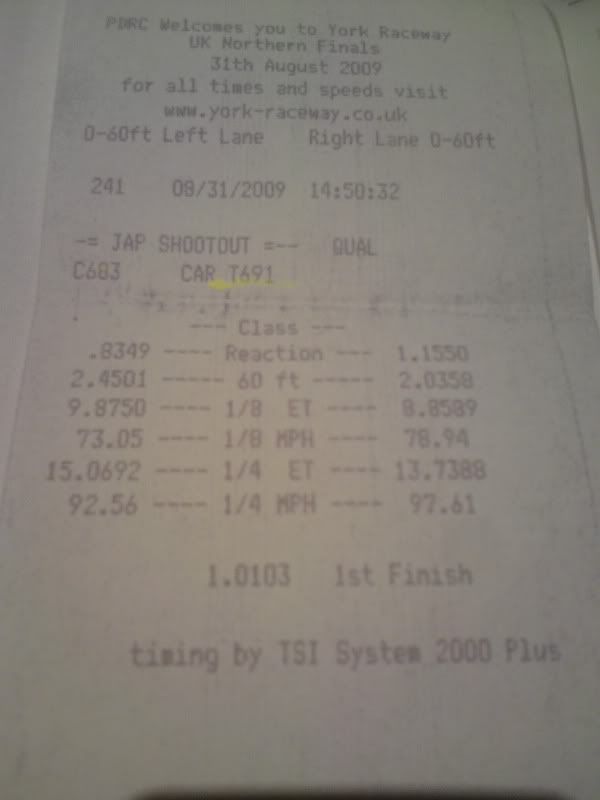 PDRC Welcomes you to York Raceway
UK Northern Finals
31th August 2009
for all times and speeds visit
www.york-raceway.co.uk
0-60ft Left Lane Right Lane 0-60ft
241 08/31/2009 14:50:32
-= JAP SHOOTOUT =-- QUAL
C683 CAR T691
--- Class ---
.8349 ---- Reaction --- 1.1550
2.4501 ----- 60 ft ----- 2.0358
9.8750 ---- 1/8 ET ---- 8.8589
73.05 ---- 1/8 MPH ---- 78.94
15.0692 ---- 1/4 ET ---- 13.7388
92.56 ---- 1/4 MPH ---- 97.61
1.0103 1st Finish
timing by TSI System 2000 Plus